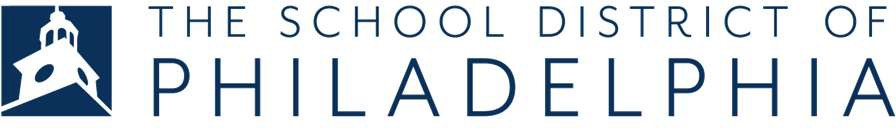 THE SCHOOL DISTRICT OF
PHILADELPHIA